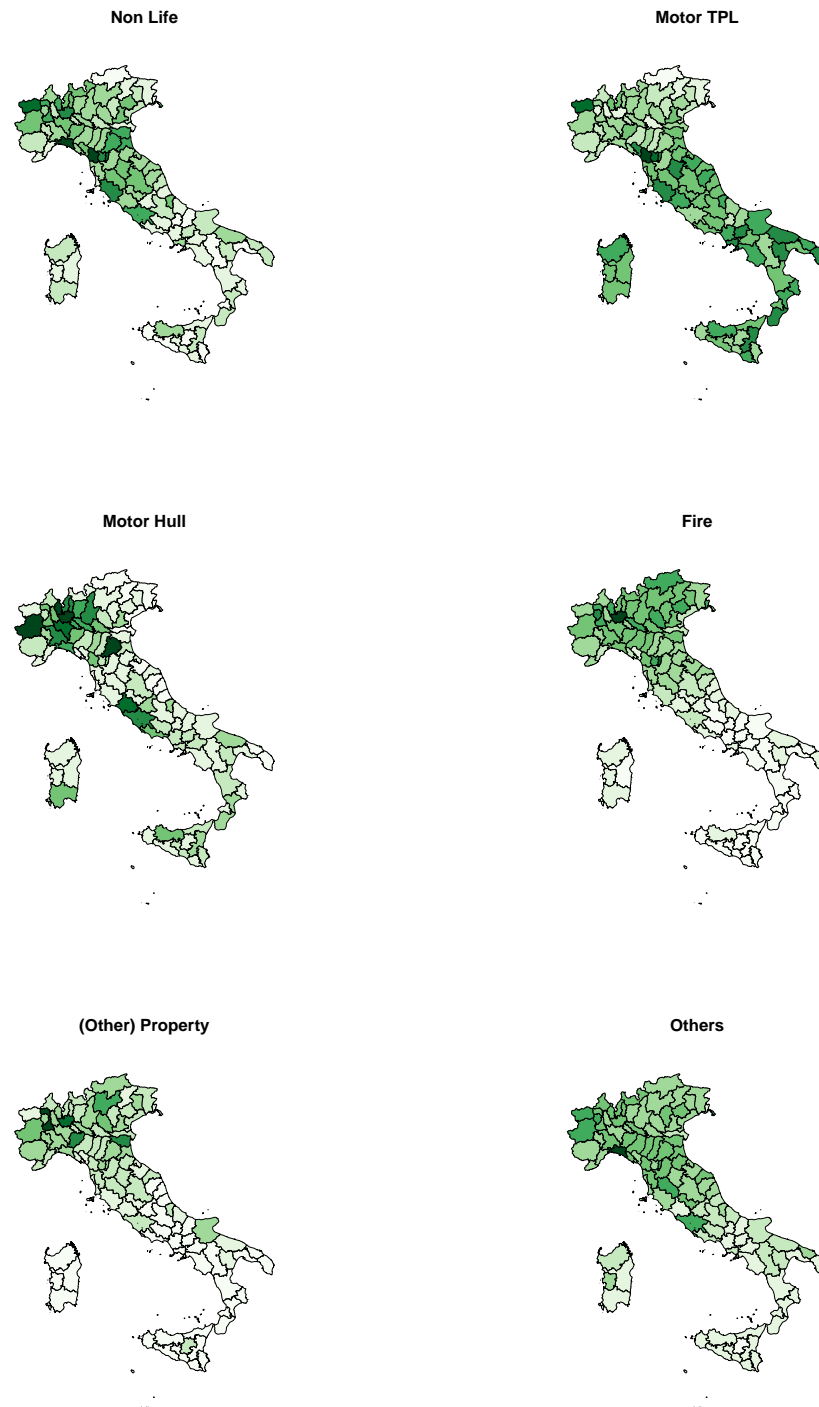 Non Life
Motor TPL
Motor Hull
Fire
(Other) Property
Others